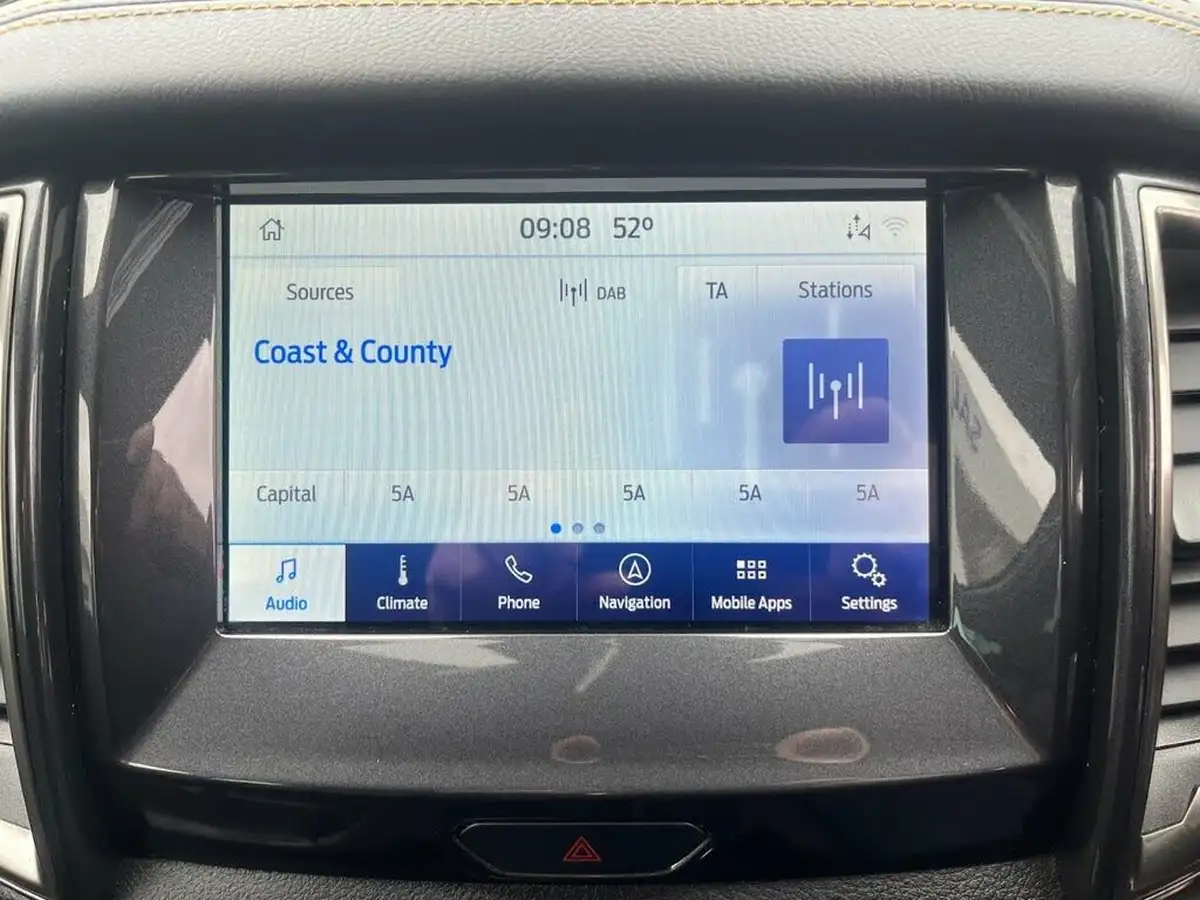 09:08 52º
Sources DAB TA Stations
Coast & County
Capital 5A 5A 5A 5A 5A
Audio Climate Phone Navigation Mobile Apps Settings